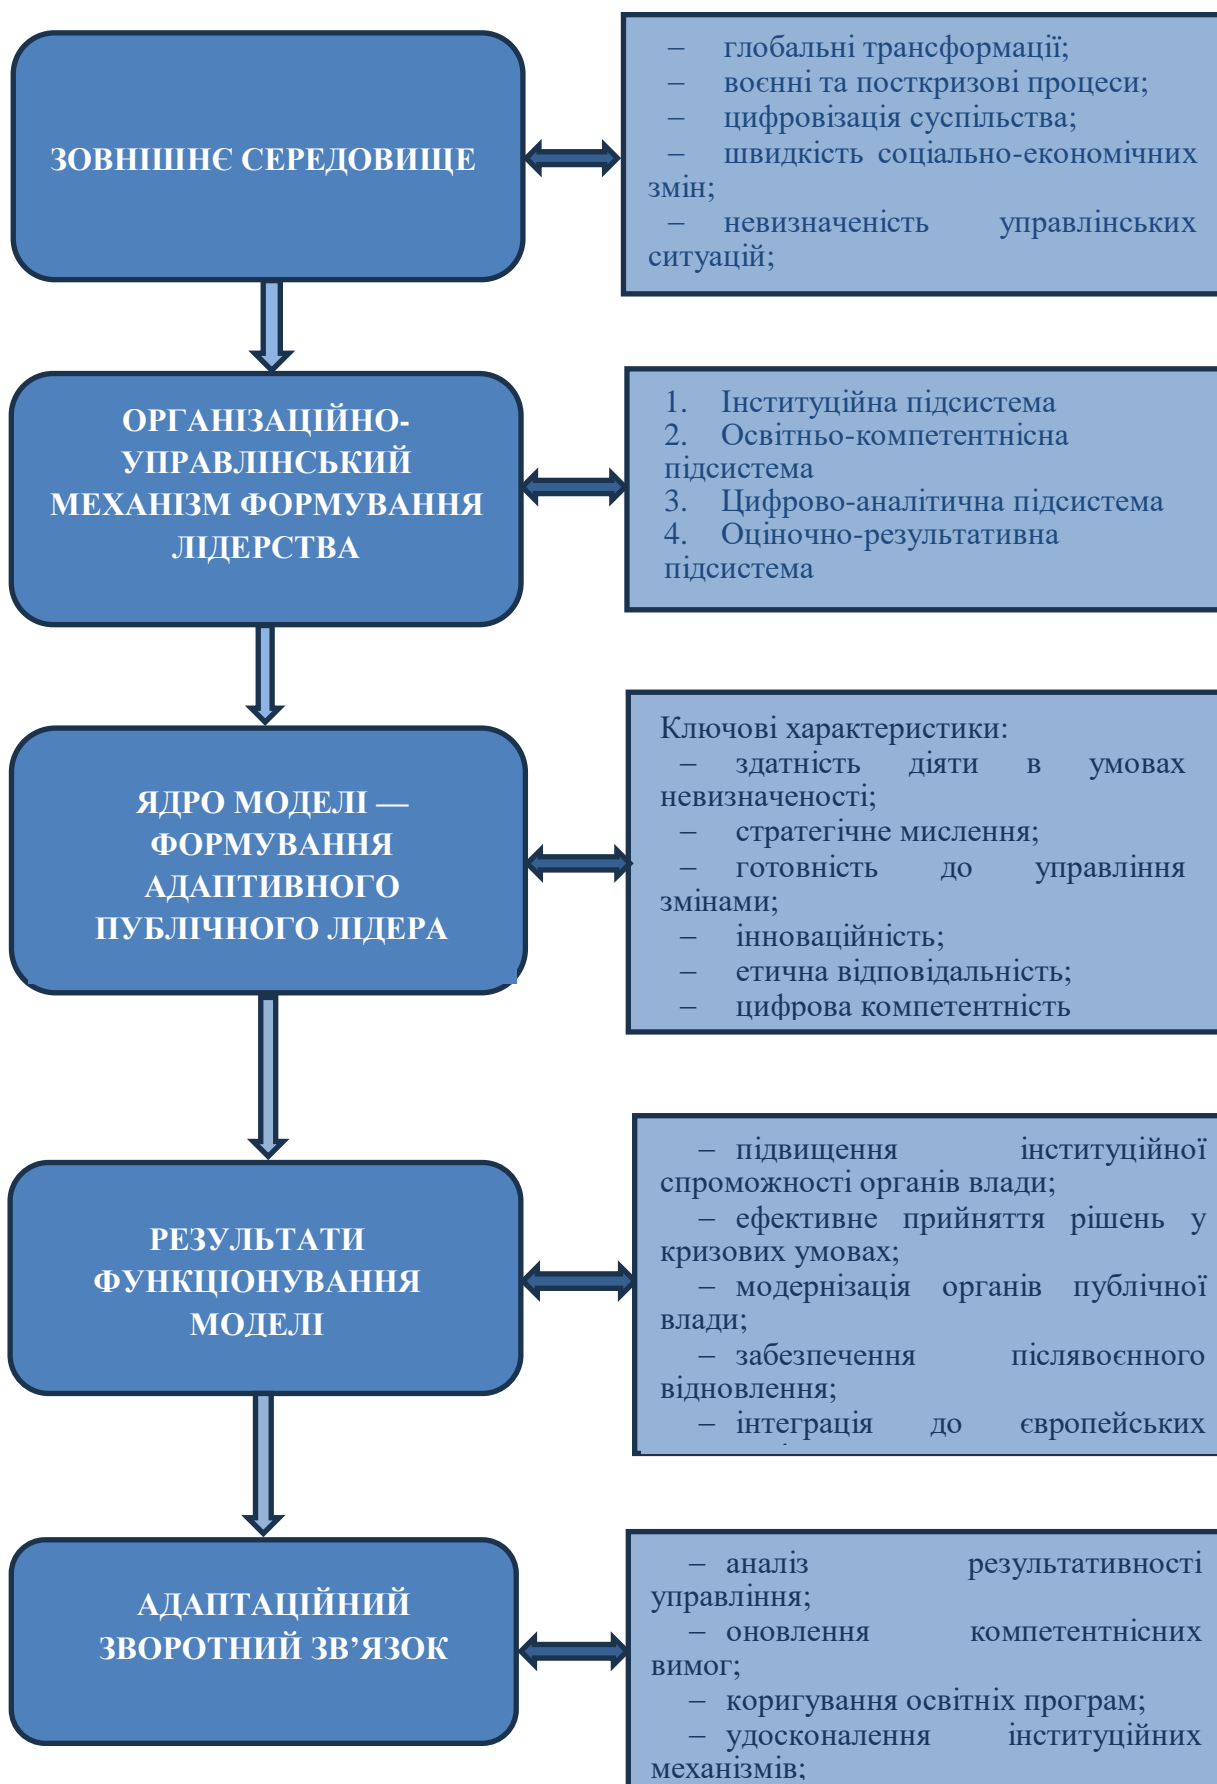 ЗОВНІШНЄ СЕРЕДОВИЩЕ
– глобальні трансформації;
– воєнні та посткризові процеси;
– цифровізація суспільства;
– швидкість соціально-економічних
змін;
– невизначеність управлінських
ситуацій;
ОРГАНІЗАЦІЙНО-
УПРАВЛІНСЬКИЙ
МЕХАНІЗМ ФОРМУВАННЯ
ЛІДЕРСТВА
1. Інституційна підсистема
2. Освітньо-компетентнісна
підсистема
3. Цифрово-аналітична підсистема
4. Оціночно-результативна
підсистема
ЯДРО МОДЕЛІ —
ФОРМУВАННЯ
АДАПТИВНОГО
ПУБЛІЧНОГО ЛІДЕРА
Ключові характеристики:
– здатність діяти в умовах
невизначеності;
– стратегічне мислення;
– готовність до управління
змінами;
– інноваційність;
– етична відповідальність;
– цифрова компетентність
РЕЗУЛЬТАТИ
ФУНКЦІОНУВАННЯ
МОДЕЛІ
– підвищення інституційної
спроможності органів влади;
– ефективне прийняття рішень у
кризових умовах;
– модернізація органів публічної
влади;
– забезпечення післявоєнного
відновлення;
– інтеграція до європейських
АДАПТАЦІЙНИЙ
ЗВОРОТНИЙ ЗВ’ЯЗОК
– аналіз результативності
управління;
– оновлення компетентнісних
вимог;
– коригування освітніх програм;
– удосконалення інституційних
механізмів;